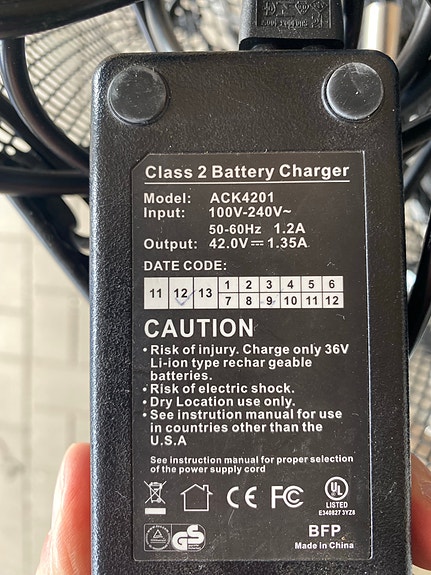 Class 2 Battery Charger
Model: ACK4201
Input: 100V-240V~
50-60Hz 1.2A
Output: 42.0V⎓1.35A
DATE CODE:
11 12 13 1 2 3 4 5 6
7 8 9 10 11 12
CAUTION
• Risk of injury. Charge only 36V
Li-ion type rechar geable
batteries.
• Risk of electric shock.
• Dry Location use only.
• See instrution manual for use
in countries other than the
U.S.A
See instruction manual for proper selection
of the power supply cord
CE FC UL
LISTED
E340827 3YZ8
GS
BFP
Made in China